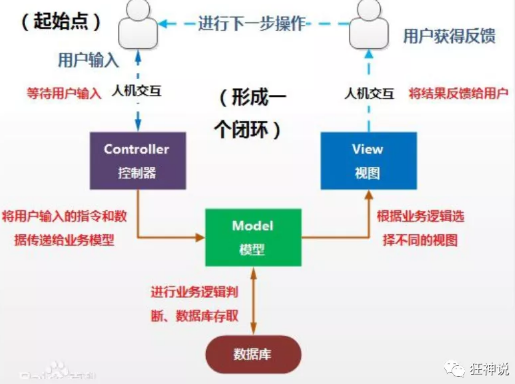 （起始点）
进行下一步操作
用户输入
用户获得反馈
等待用户输入
人机交互
（形成一
个闭环）
人机交互
将结果反馈给用户
Controller
控制器
View
视图
将用户输入的指令和数
据传递给业务模型
Model
模型
根据业务逻辑选
择不同的视图
进行业务逻辑判
断、数据库存取
数据库
狂神说